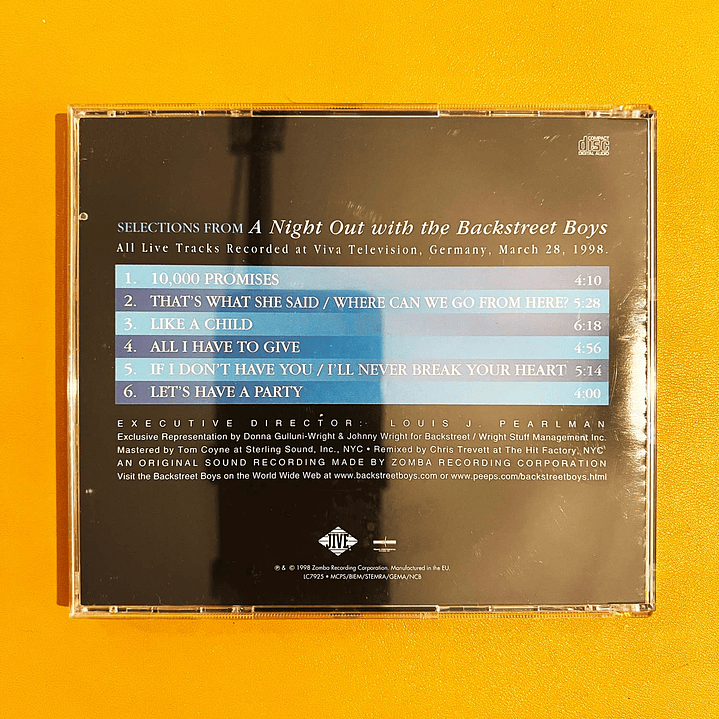 COMPACT
disc
DIGITAL AUDIO
SELECTIONS FROM A Night Out with the Backstreet Boys
All Live Tracks Recorded at Viva Television, Germany, March 28, 1998.
1. 10,000 PROMISES 4:10
2. THAT'S WHAT SHE SAID / WHERE CAN WE GO FROM HERE? 5:28
3. LIKE A CHILD 6:18
4. ALL I HAVE TO GIVE 4:56
5. IF I DON'T HAVE YOU / I'LL NEVER BREAK YOUR HEART 5:14
6. LET'S HAVE A PARTY 4:00
EXECUTIVE DIRECTOR: LOUIS J. PEARLMAN
Exclusive Representation by Donna Gulluni-Wright & Johnny Wright for Backstreet / Wright Stuff Management Inc.
Mastered by Tom Coyne at Sterling Sound, Inc., NYC • Remixed by Chris Trevett at The Hit Factory, NYC
AN ORIGINAL SOUND RECORDING MADE BY ZOMBA RECORDING CORPORATION
Visit the Backstreet Boys on the World Wide Web at www.backstreetboys.com or www.peeps.com/backstreetboys.html
JIVE
℗ & © 1998 Zomba Recording Corporation. Manufactured in the EU.
LC7925 • MCPS/BIEM/STEMRA/GEMA/NCB